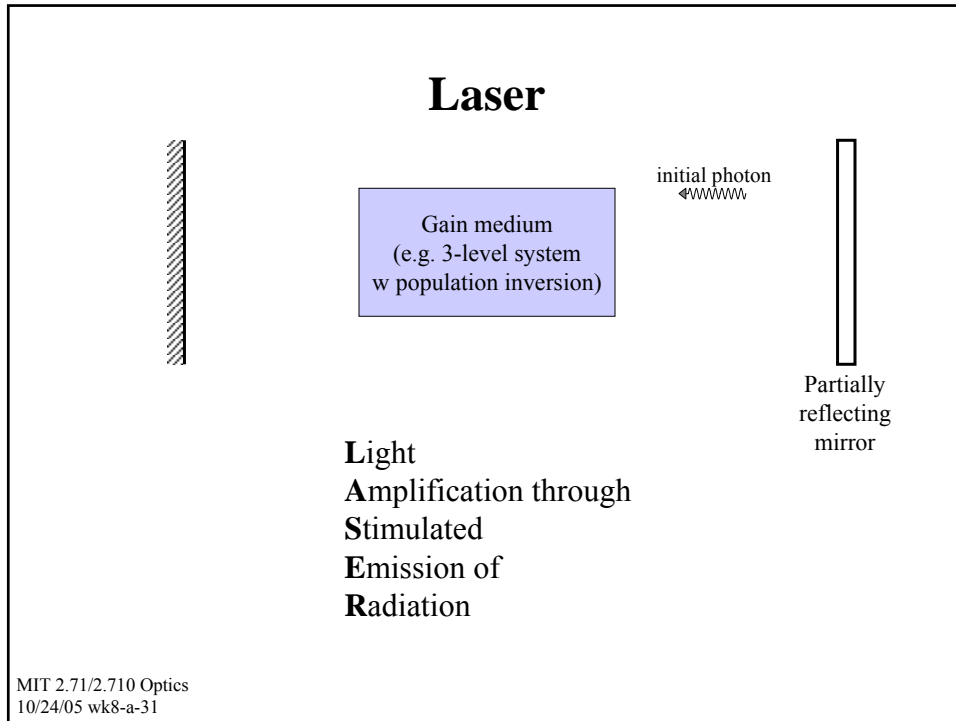 Laser
initial photon
Gain medium
(e.g. 3-level system
w population inversion)
Partially
reflecting
mirror
Light
Amplification through
Stimulated
Emission of
Radiation
MIT 2.71/2.710 Optics
10/24/05 wk8-a-31